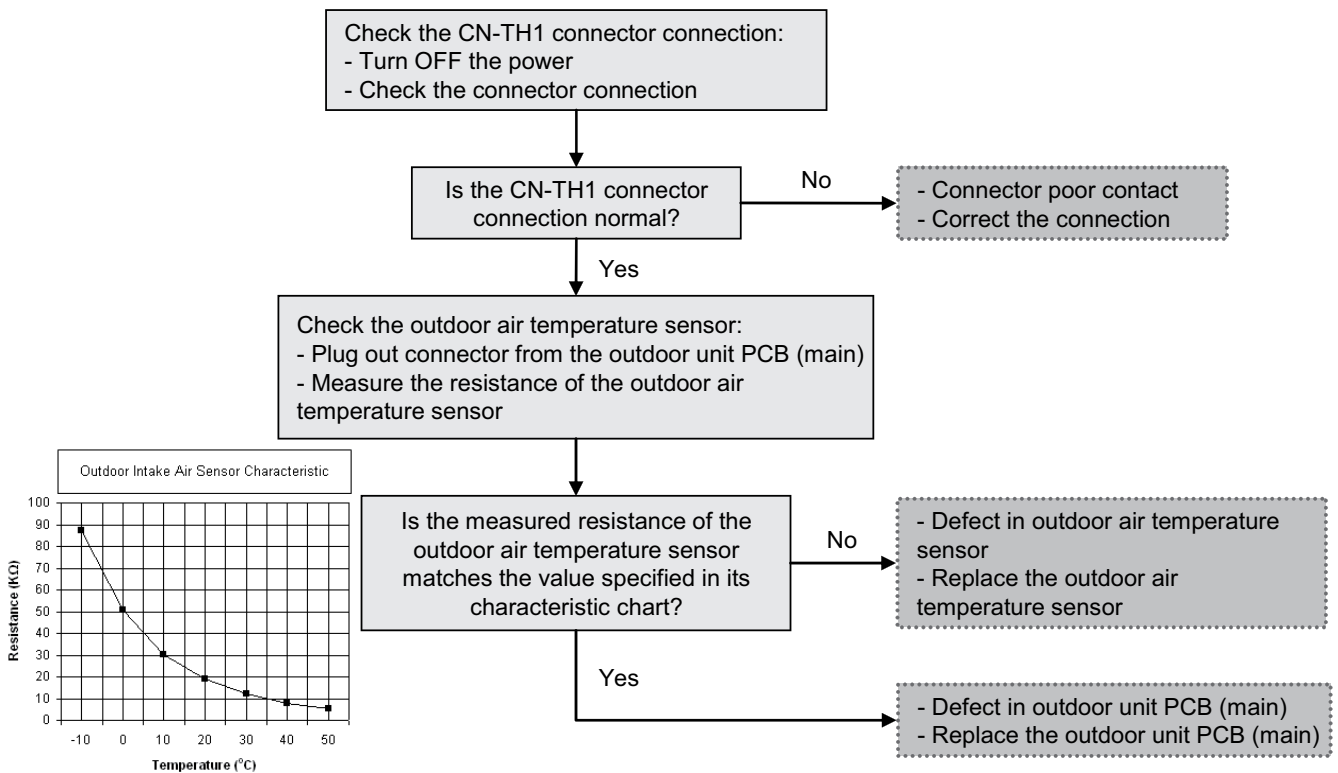 Check the CN-TH1 connector connection:
- Turn OFF the power
- Check the connector connection
Is the CN-TH1 connector
connection normal?
No
- Connector poor contact
- Correct the connection
Yes
Check the outdoor air temperature sensor:
- Plug out connector from the outdoor unit PCB (main)
- Measure the resistance of the outdoor air
temperature sensor
Outdoor Intake Air Sensor Characteristic
Resistance (KΩ)
100
90
80
70
60
50
40
30
20
10
0
-10 0 10 20 30 40 50
Temperature (°C)
Is the measured resistance of the
outdoor air temperature sensor
matches the value specified in its
characteristic chart?
No
- Defect in outdoor air temperature
sensor
- Replace the outdoor air
temperature sensor
Yes
- Defect in outdoor unit PCB (main)
- Replace the outdoor unit PCB (main)